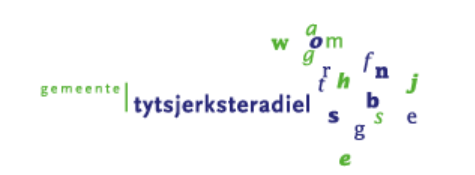 gemeente
tytsjerksteradiel
a
w o m
g
f
r n
t h j
b
s s e
g
e